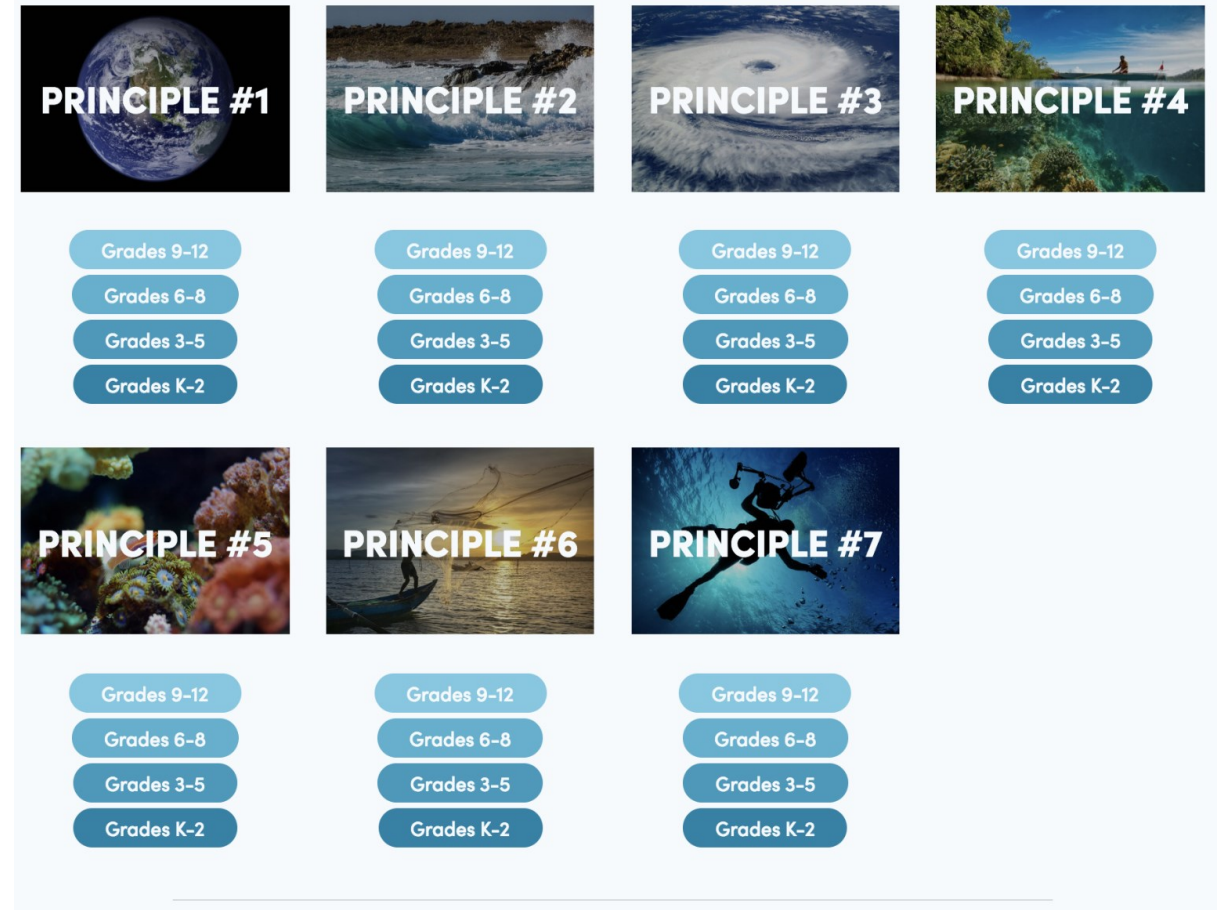 PRINCIPLE #1
PRINCIPLE #2
PRINCIPLE #3
PRINCIPLE #4
Grades 9-12
Grades 9-12
Grades 9-12
Grades 9-12
Grades 6-8
Grades 6-8
Grades 6-8
Grades 6-8
Grades 3-5
Grades 3-5
Grades 3-5
Grades 3-5
Grades K-2
Grades K-2
Grades K-2
Grades K-2
PRINCIPLE #5
PRINCIPLE #6
PRINCIPLE #7
Grades 9-12
Grades 9-12
Grades 9-12
Grades 6-8
Grades 6-8
Grades 6-8
Grades 3-5
Grades 3-5
Grades 3-5
Grades K-2
Grades K-2
Grades K-2